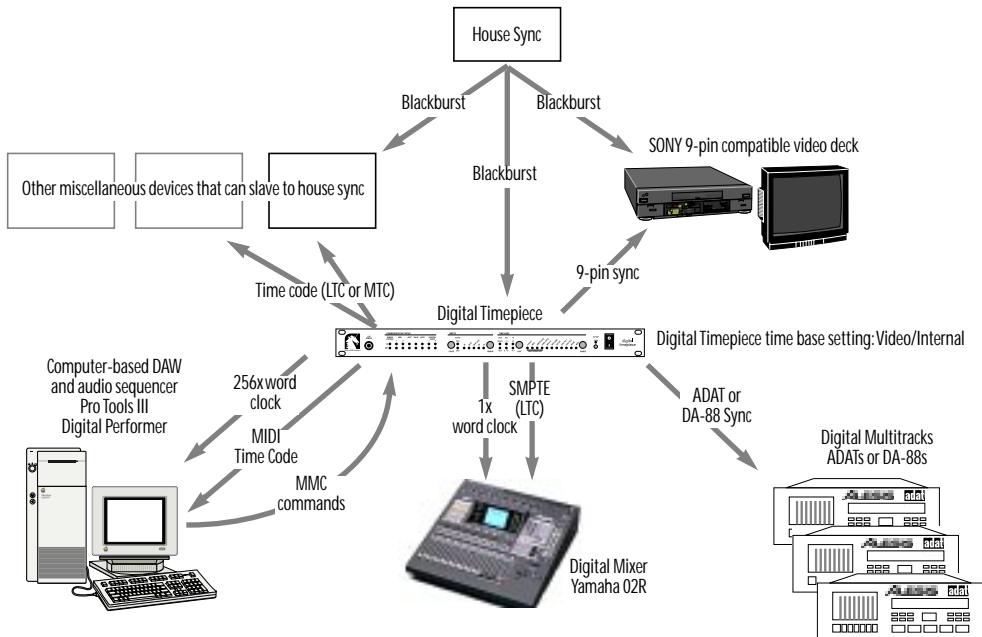 House Sync
Blackburst
Blackburst
Blackburst
SONY 9-pin compatible video deck
Other miscellaneous devices that can slave to house sync
9-pin sync
Time code (LTC or MTC)
Digital Timepiece
Digital Timepiece time base setting: Video/Internal
Computer-based DAW
and audio sequencer
Pro Tools III
Digital Performer
256x word
clock
MIDI
Time Code
MMC
commands
1x
word clock
SMPTE
(LTC)
ADAT or
DA-88 Sync
Digital Multitracks
ADATs or DA-88s
Digital Mixer
Yamaha 02R
adat
adat
adat